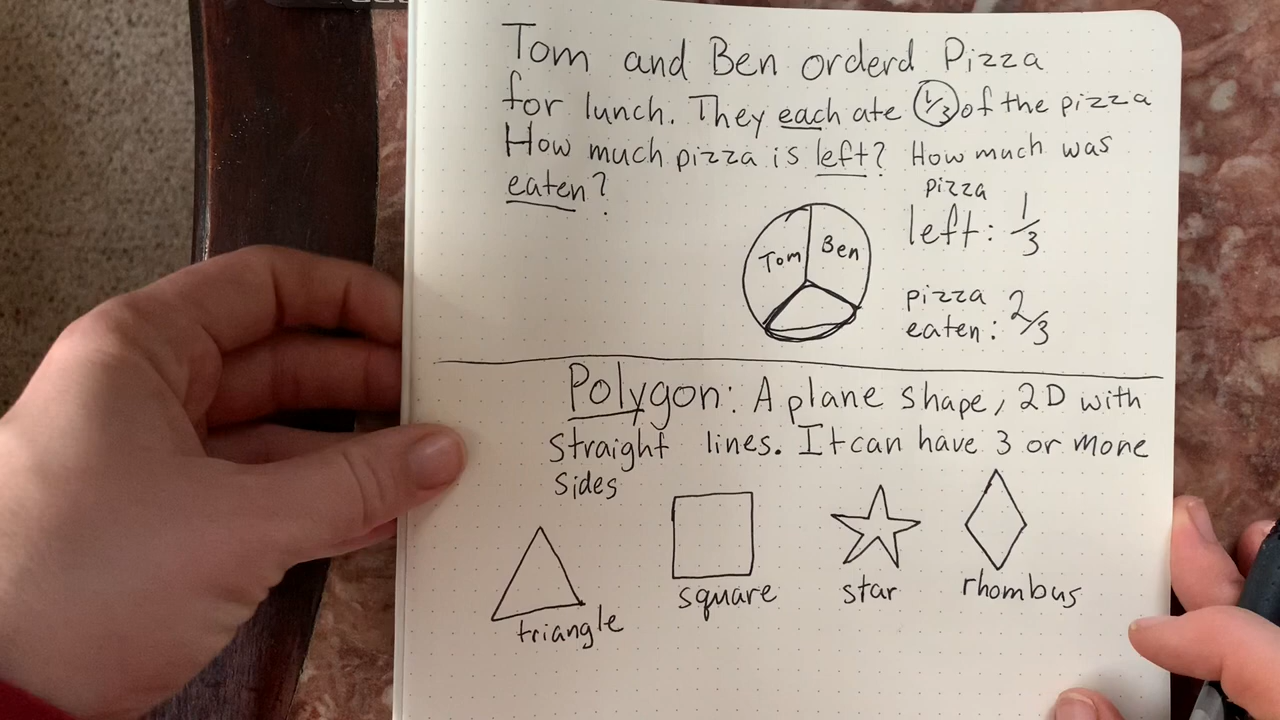 Tom and Ben orderd Pizza
for lunch. They each ate 1/3 of the pizza
How much pizza is left? How much was
eaten?
Tom
Ben
pizza
left: 1/3
pizza
eaten: 2/3
Polygon: A plane shape, 2D with
straight lines. It can have 3 or more
sides
triangle
square
star
rhombus